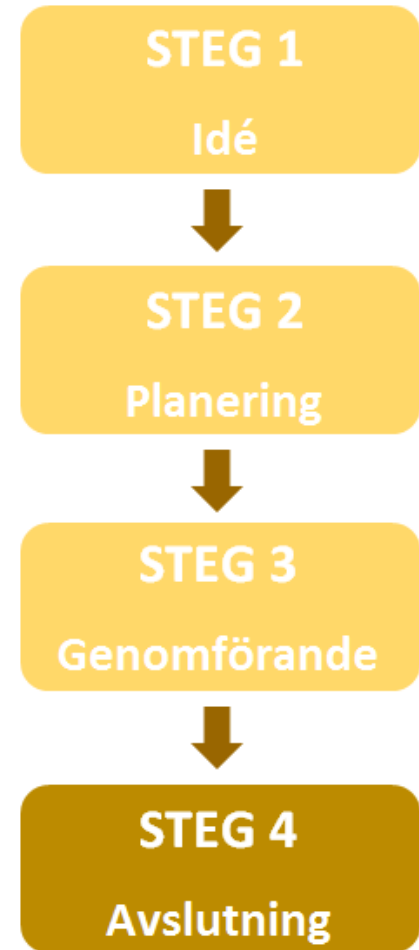 STEG 1
Idé
STEG 2
Planering
STEG 3
Genomförande
STEG 4
Avslutning